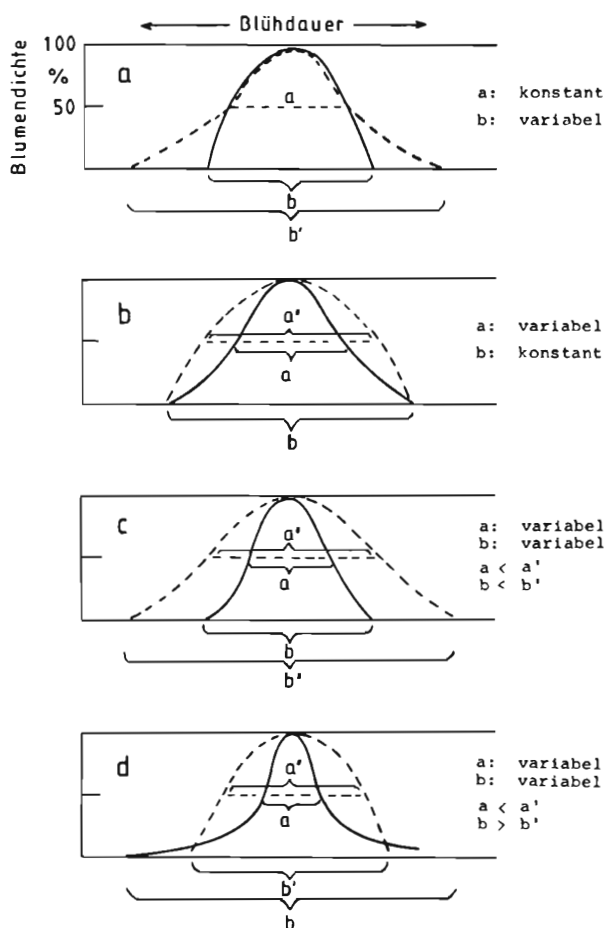 Blühdauer
Blumendichte
100
%
50
a
a
a: konstant
b: variabel
b
b'
b
a'
a
a: variabel
b: konstant
b
c
a'
a
a: variabel
b: variabel
a < a'
b < b'
b
b'
d
a'
a
a: variabel
b: variabel
a < a'
b > b'
b'
b